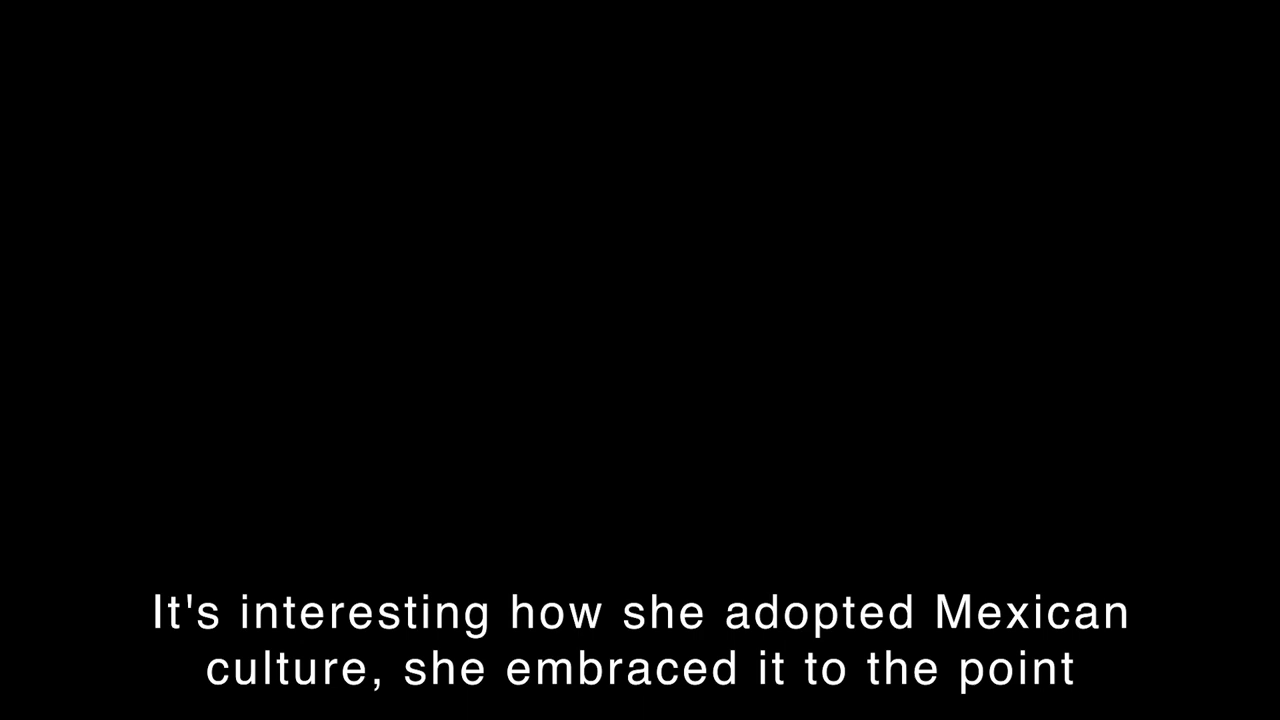 It's interesting how she adopted Mexican
culture, she embraced it to the point